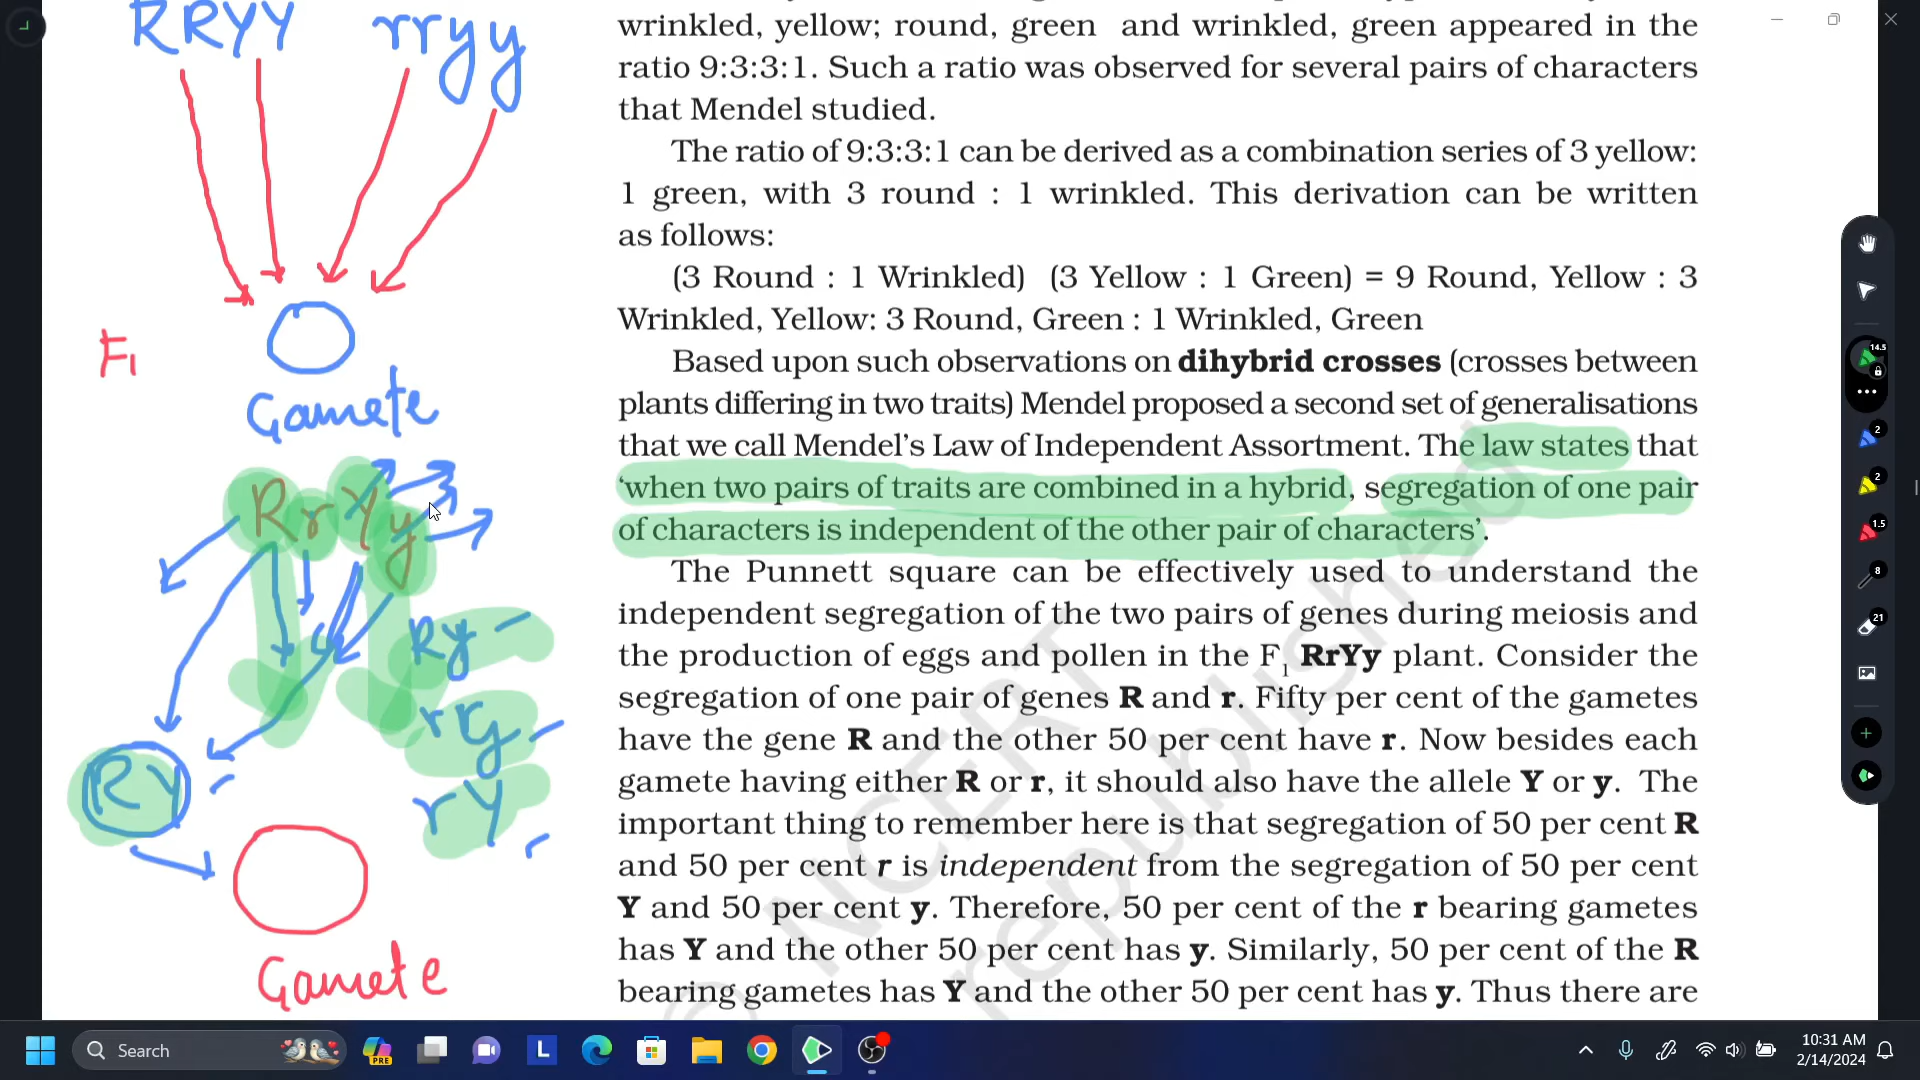 RRYY rryy
F1
Gamete
RrYy
Ry
ry
rY
RY
Gamete
wrinkled, yellow; round, green and wrinkled, green appeared in the
ratio 9:3:3:1. Such a ratio was observed for several pairs of characters
that Mendel studied.
The ratio of 9:3:3:1 can be derived as a combination series of 3 yellow:
1 green, with 3 round : 1 wrinkled. This derivation can be written
as follows:
(3 Round : 1 Wrinkled) (3 Yellow : 1 Green) = 9 Round, Yellow : 3
Wrinkled, Yellow: 3 Round, Green : 1 Wrinkled, Green
Based upon such observations on dihybrid crosses (crosses between
plants differing in two traits) Mendel proposed a second set of generalisations
that we call Mendel’s Law of Independent Assortment. The law states that
‘when two pairs of traits are combined in a hybrid, segregation of one pair
of characters is independent of the other pair of characters’.
The Punnett square can be effectively used to understand the
independent segregation of the two pairs of genes during meiosis and
the production of eggs and pollen in the F1 RrYy plant. Consider the
segregation of one pair of genes R and r. Fifty per cent of the gametes
have the gene R and the other 50 per cent have r. Now besides each
gamete having either R or r, it should also have the allele Y or y. The
important thing to remember here is that segregation of 50 per cent R
and 50 per cent r is independent from the segregation of 50 per cent
Y and 50 per cent y. Therefore, 50 per cent of the r bearing gametes
has Y and the other 50 per cent has y. Similarly, 50 per cent of the R
bearing gametes has Y and the other 50 per cent has y. Thus there are
© NCERT
republished
14.5
2
2
1.5
8
21
Search
PRE
L
10:31 AM
2/14/2024